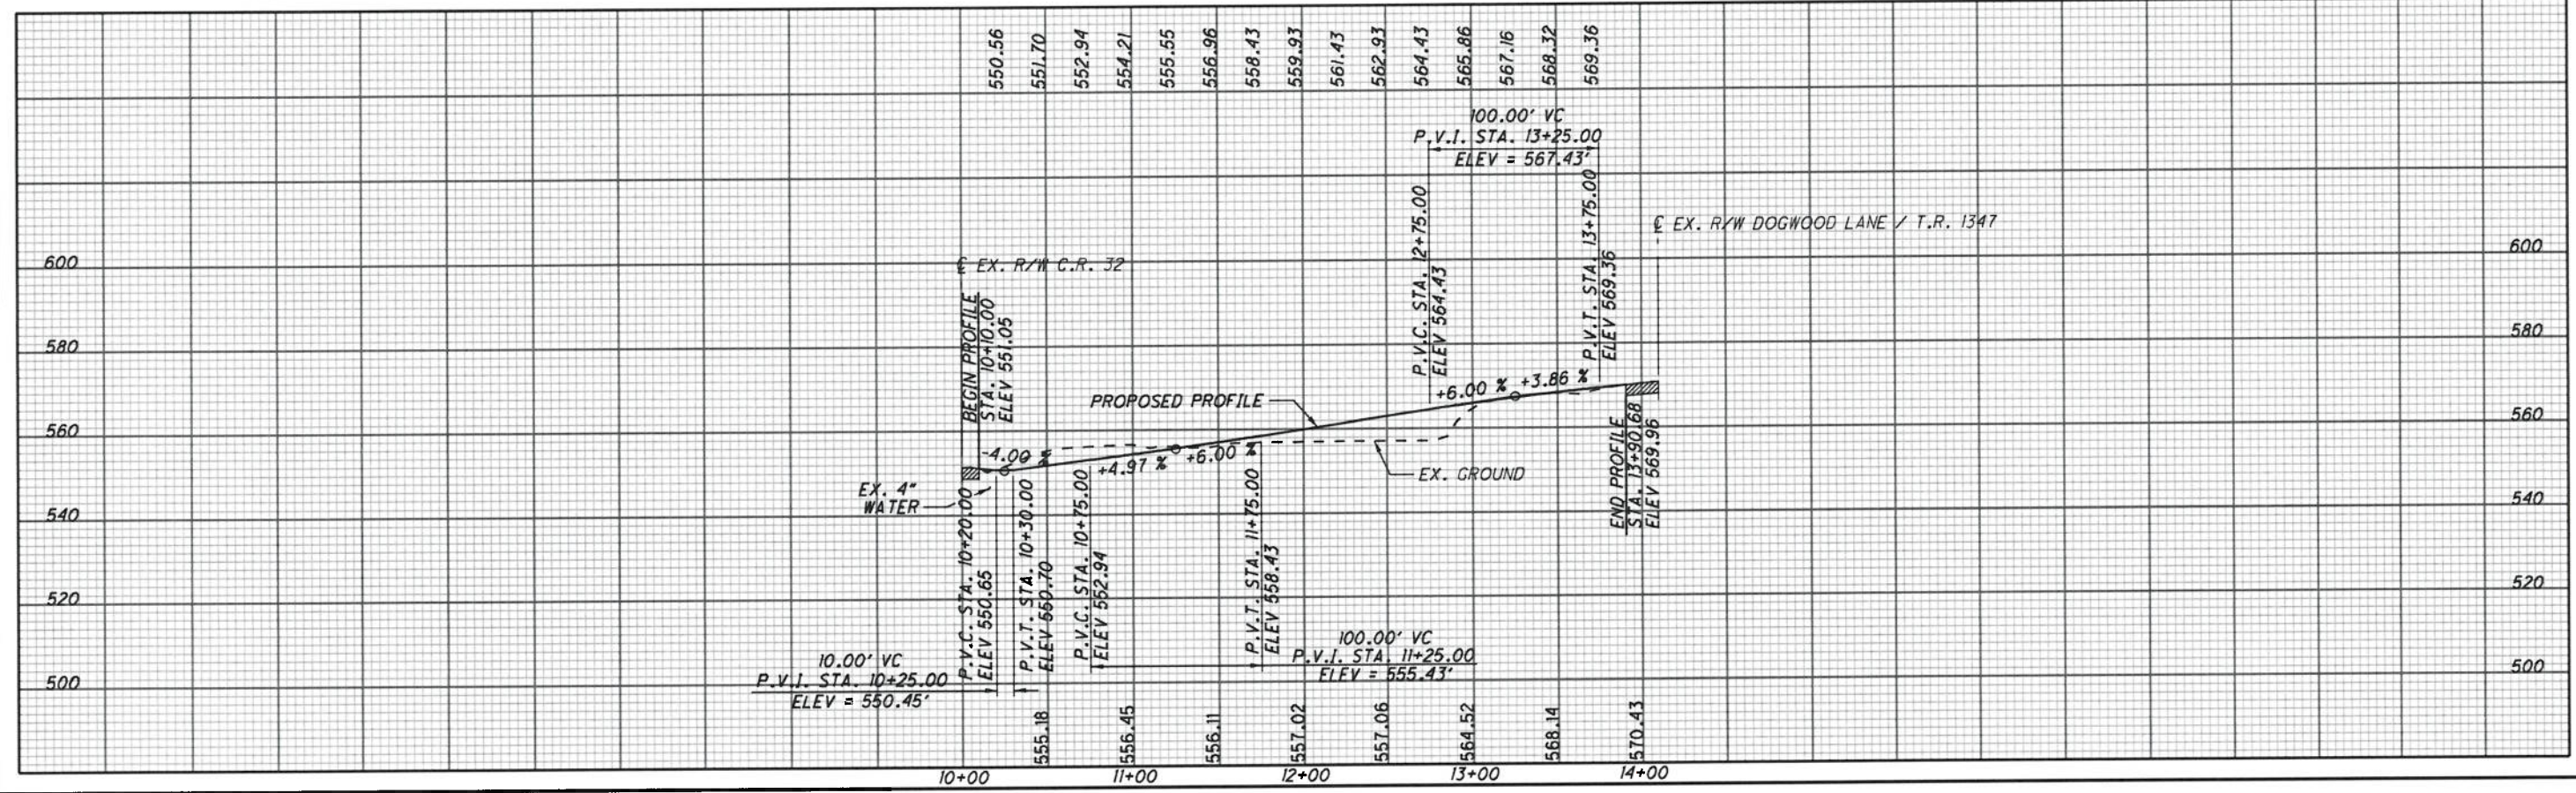 550.56
551.70
552.94
554.21
555.55
556.96
558.43
559.93
561.43
562.93
564.43
565.86
567.16
568.32
569.36
100.00' VC
P.V.I. STA. 13+25.00
ELEV = 567.43'
P.V.C. STA. 12+75.00
ELEV 564.43
P.V.T. STA. 13+75.00
ELEV 569.36
℄ EX. R/W DOGWOOD LANE / T.R. 1347
600
600
℄ EX. R/W C.R. 32
BEGIN PROFILE
STA. 10+10.00
ELEV 551.05
580
580
+6.00 %
+3.86 %
PROPOSED PROFILE
560
560
-4.00 %
+4.97 %
+6.00 %
EX. GROUND
END PROFILE
STA. 13+90.68
ELEV 569.96
EX. 4"
WATER
540
540
P.V.C. STA. 10+20.00
ELEV 550.65
P.V.T. STA. 10+30.00
ELEV 550.70
P.V.C. STA. 10+75.00
ELEV 552.94
P.V.T. STA. 11+75.00
ELEV 558.43
520
520
10.00' VC
P.V.I. STA. 10+25.00
ELEV = 550.45'
100.00' VC
P.V.I. STA. 11+25.00
ELEV = 555.43'
500
500
555.18
556.45
556.11
557.02
557.06
564.52
568.14
570.43
10+00
11+00
12+00
13+00
14+00